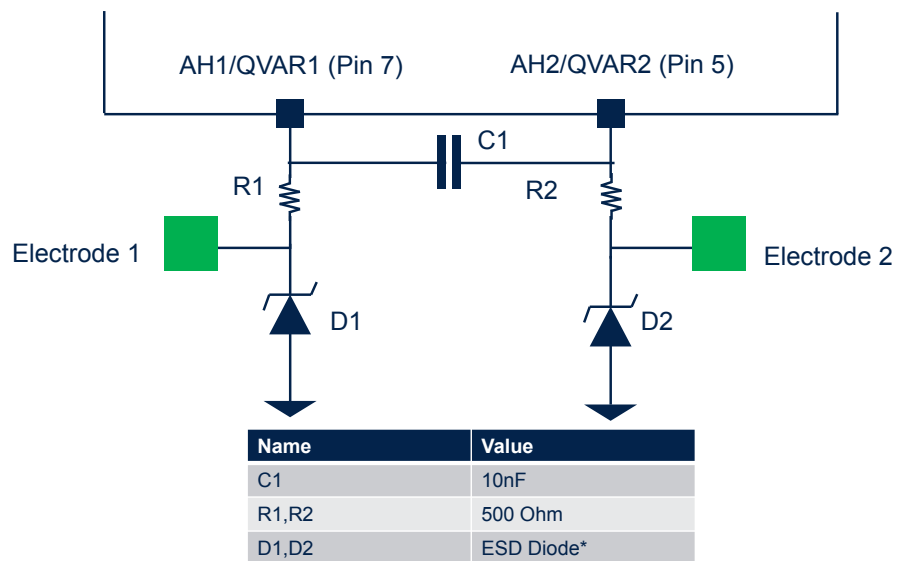 AH1/QVAR1 (Pin 7)
AH2/QVAR2 (Pin 5)
C1
R1
R2
Electrode 1
Electrode 2
D1
D2
Name Value
C1 10nF
R1,R2 500 Ohm
D1,D2 ESD Diode*